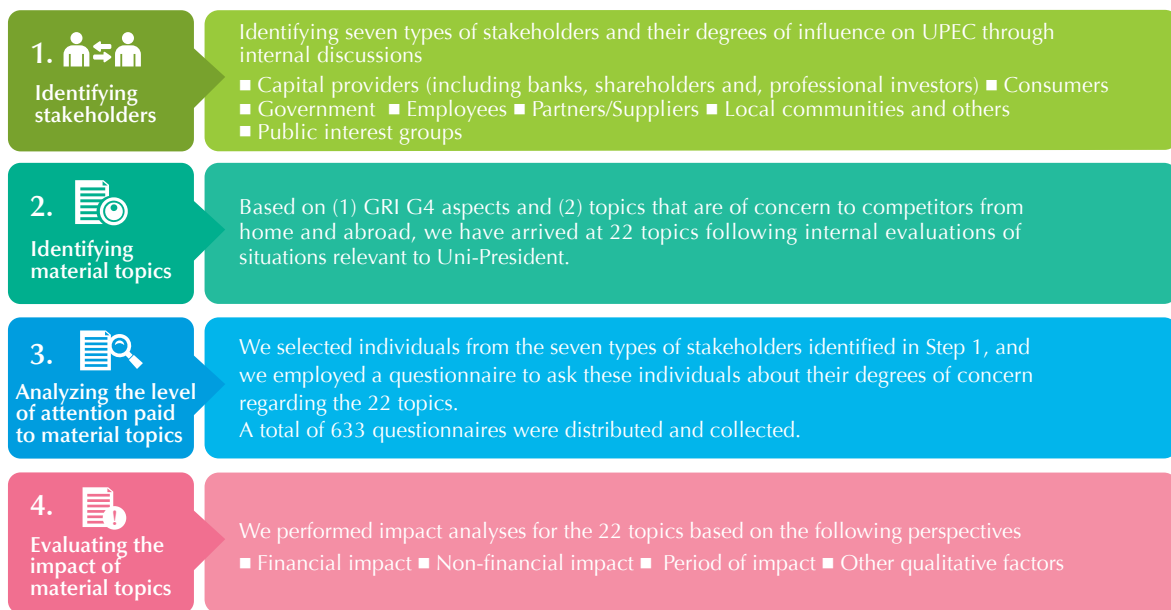 1.
Identifying
stakeholders
Identifying seven types of stakeholders and their degrees of influence on UPEC through
internal discussions
■ Capital providers (including banks, shareholders and, professional investors) ■ Consumers
■ Government ■ Employees ■ Partners/Suppliers ■ Local communities and others
■ Public interest groups
2.
Identifying
material topics
Based on (1) GRI G4 aspects and (2) topics that are of concern to competitors from
home and abroad, we have arrived at 22 topics following internal evaluations of
situations relevant to Uni-President.
3.
Analyzing the level
of attention paid
to material topics
We selected individuals from the seven types of stakeholders identified in Step 1, and
we employed a questionnaire to ask these individuals about their degrees of concern
regarding the 22 topics.
A total of 633 questionnaires were distributed and collected.
4.
Evaluating the
impact of
material topics
We performed impact analyses for the 22 topics based on the following perspectives
■ Financial impact ■ Non-financial impact ■ Period of impact ■ Other qualitative factors